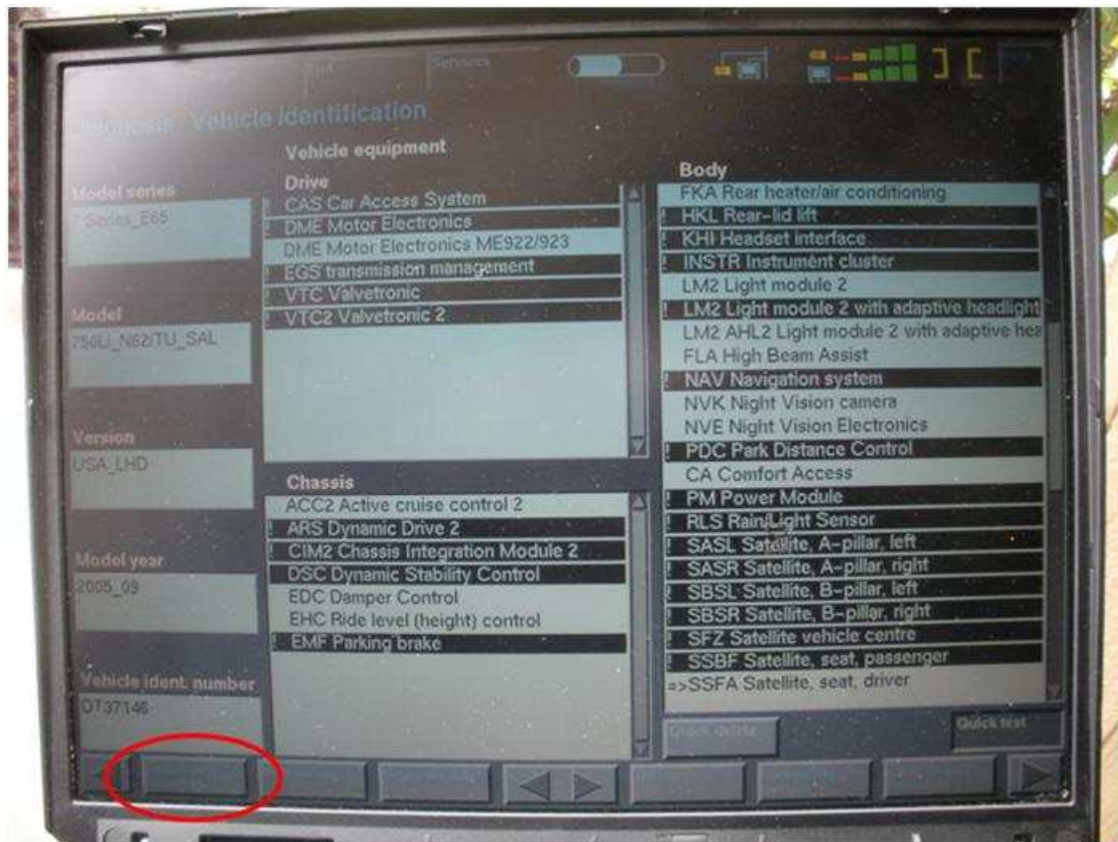 Services
Diagnosis Vehicle identification
Vehicle equipment
Model series
7 Series_E65
Model
750Li_N62/TU_SAL
Version
USA_LHD
Model year
2005_09
Vehicle ident. number
DT37146
Drive
! CAS Car Access System
! DME Motor Electronics
DME Motor Electronics ME922/923
! EGS transmission management
! VTC Valvetronic
! VTC2 Valvetronic 2
Chassis
ACC2 Active cruise control 2
! ARS Dynamic Drive 2
! CIM2 Chassis Integration Module 2
! DSC Dynamic Stability Control
EDC Damper Control
EHC Ride level (height) control
! EMF Parking brake
Body
FKA Rear heater/air conditioning
! HKL Rear-lid lift
! KHI Headset interface
! INSTR Instrument cluster
LM2 Light module 2
! LM2 Light module 2 with adaptive headlight
LM2 AHL2 Light module 2 with adaptive hea
FLA High Beam Assist
! NAV Navigation system
NVK Night Vision camera
NVE Night Vision Electronics
! PDC Park Distance Control
CA Comfort Access
! PM Power Module
! RLS Rain/Light Sensor
! SASL Satellite, A-pillar, left
! SASR Satellite, A-pillar, right
! SBSL Satellite, B-pillar, left
! SBSR Satellite, B-pillar, right
! SFZ Satellite vehicle centre
! SSBF Satellite, seat, passenger
=>SSFA Satellite, seat, driver
Quick delete
Quick test